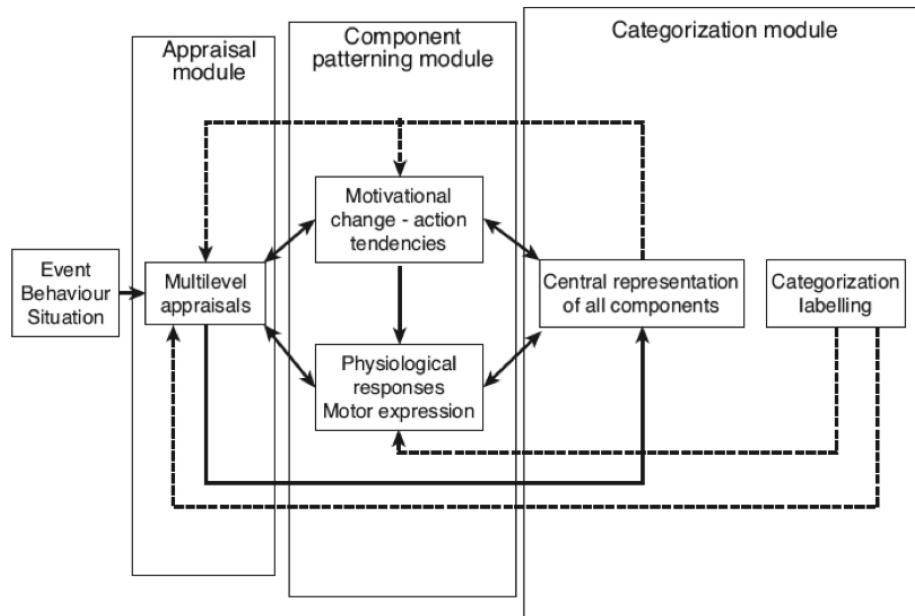 Appraisal
module
Component
patterning module
Categorization module
Motivational
change - action
tendencies
Event
Behaviour
Situation
Multilevel
appraisals
Central representation
of all components
Categorization
labelling
Physiological
responses
Motor expression